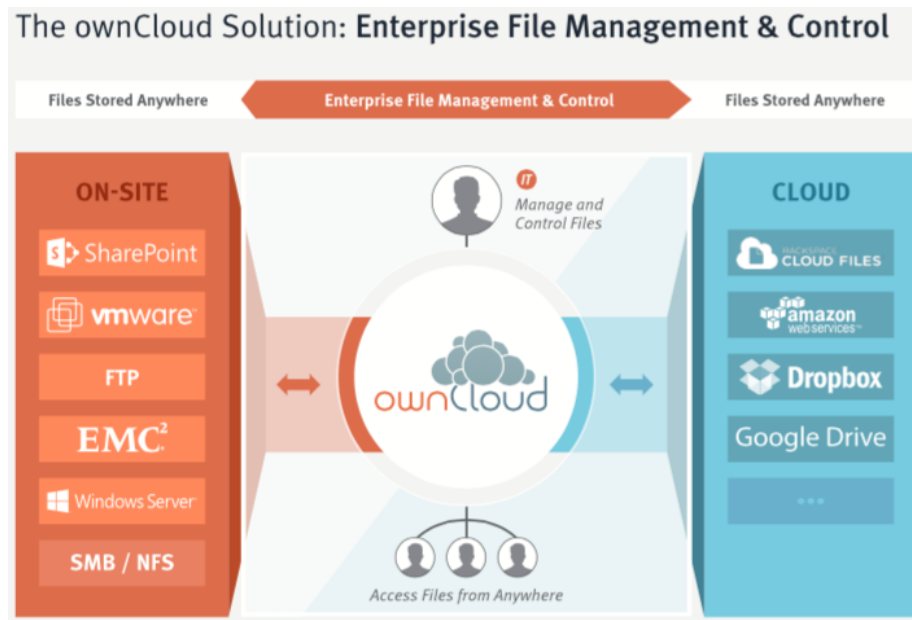 The ownCloud Solution: Enterprise File Management & Control
Files Stored Anywhere
Enterprise File Management & Control
Files Stored Anywhere
ON-SITE
S SharePoint
vmware
FTP
EMC²
Windows Server
SMB / NFS
IT
Manage and
Control Files
ownCloud
Access Files from Anywhere
CLOUD
RACKSPACE
CLOUD FILES
amazon
webservices™
Dropbox
Google Drive
...